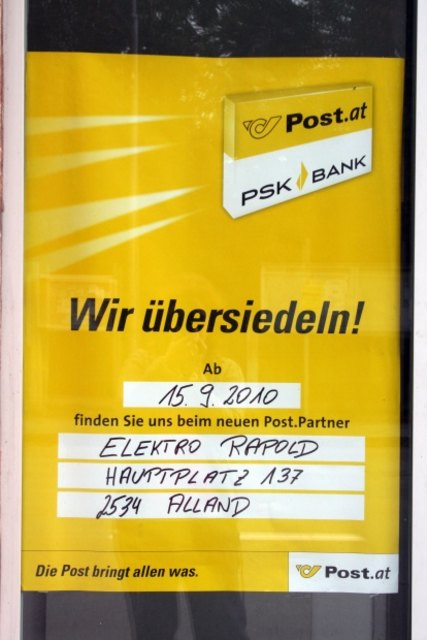 Post.at
PSK BANK
Wir übersiedeln!
Ab
15.9.2010
finden Sie uns beim neuen Post.Partner
ELEKTRO RAPOLD
HAUPTPLATZ 137
2534 ALLAND
Die Post bringt allen was.
Post.at